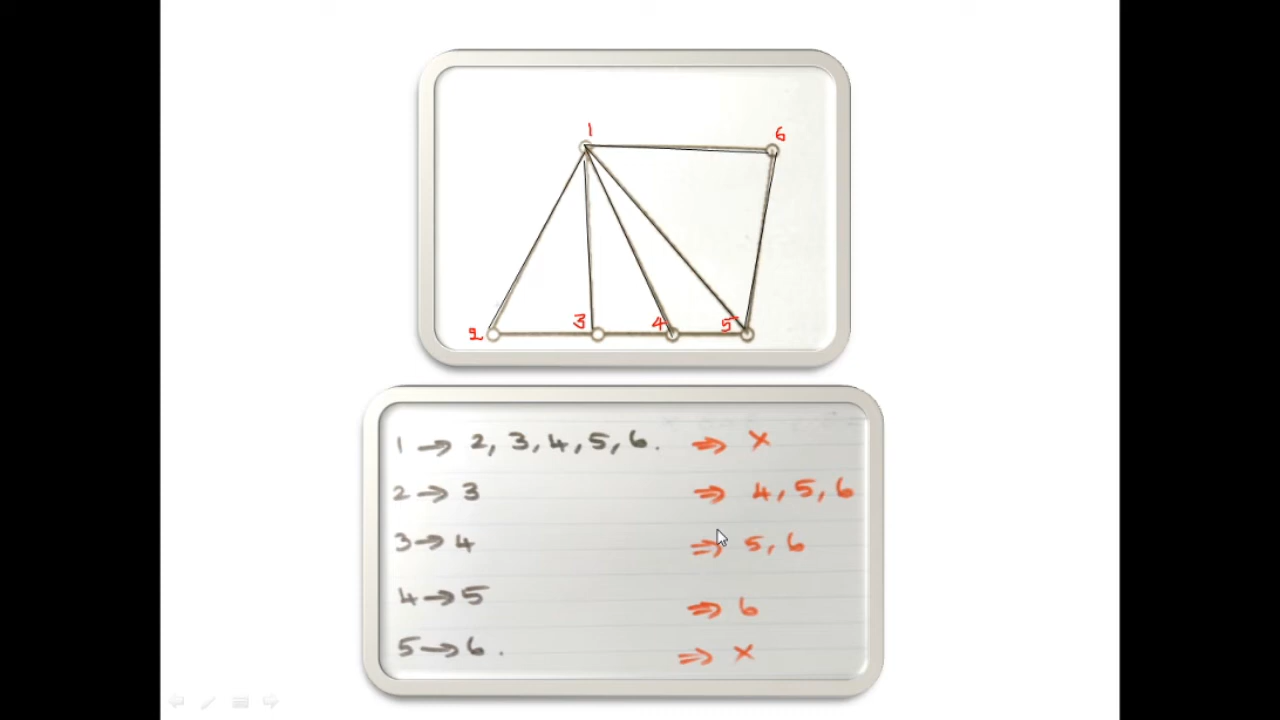 1
6
2 3 4 5
1 → 2, 3, 4, 5, 6. ⇒ ×
2 → 3 ⇒ 4, 5, 6
3 → 4 ⇒ 5, 6
4 → 5 ⇒ 6
5 → 6. ⇒ ×